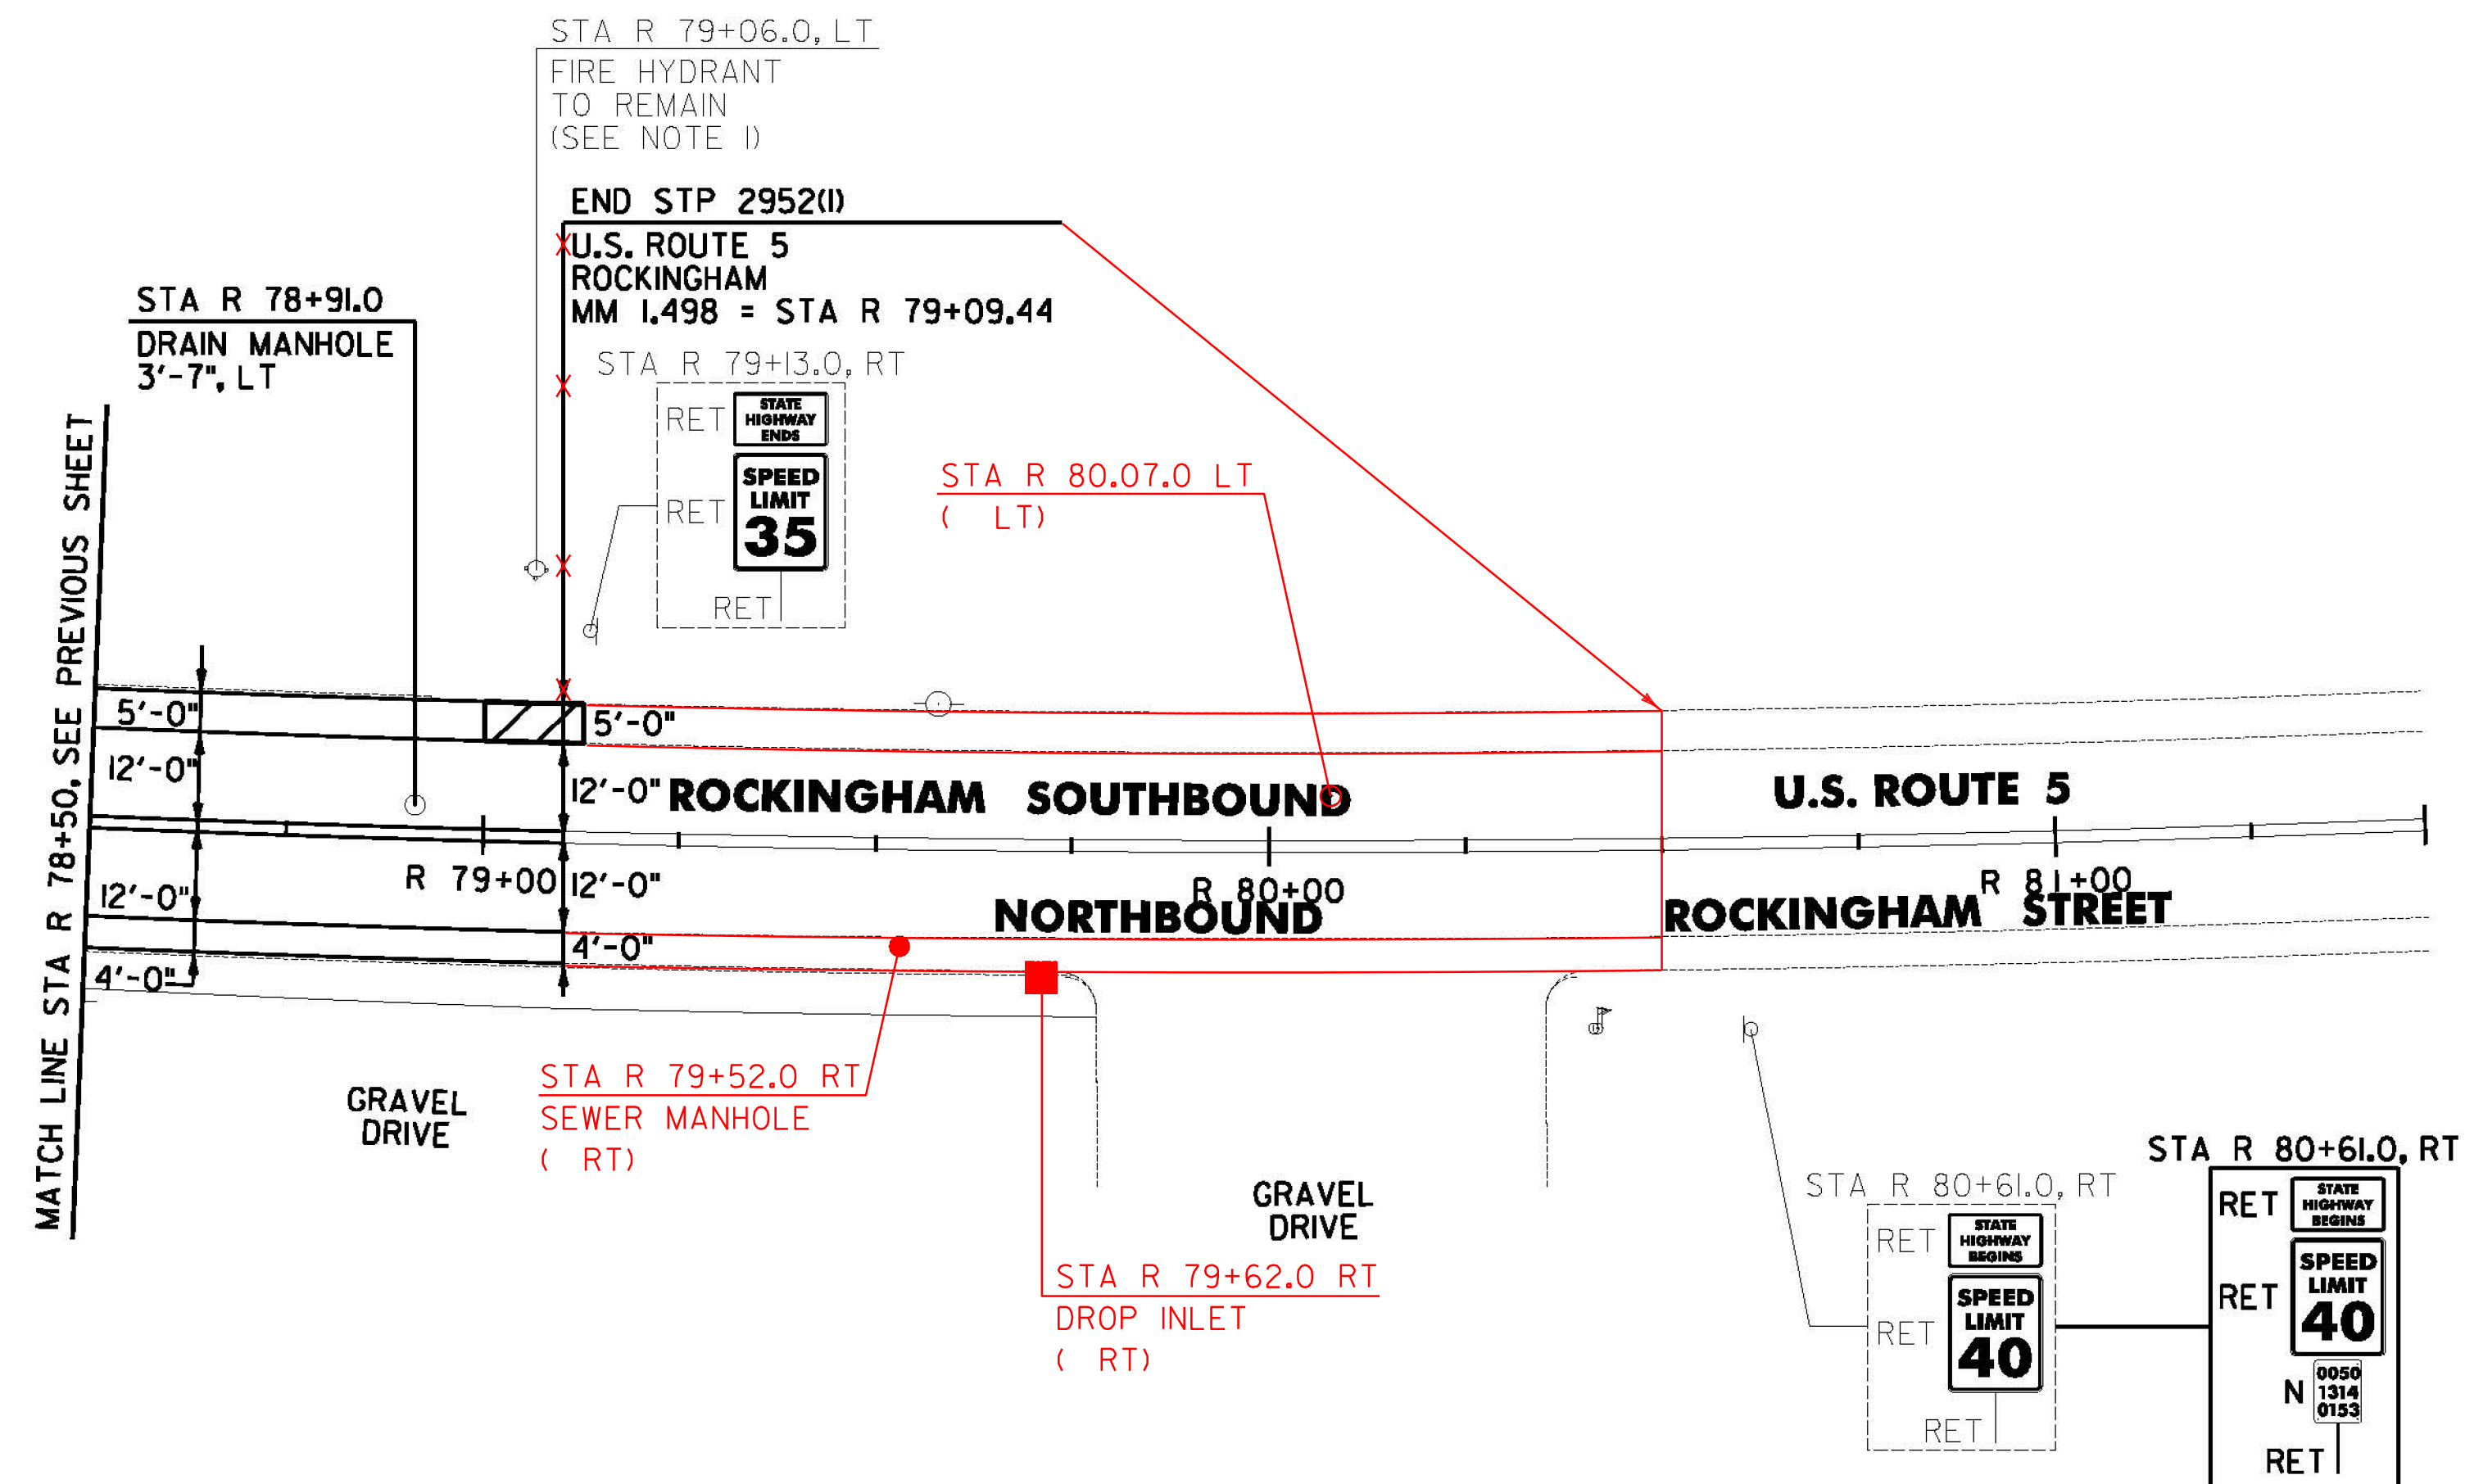 STA R 79+06.0, LT
FIRE HYDRANT
TO REMAIN
(SEE NOTE 1)
END STP 2952(1)
U.S. ROUTE 5
ROCKINGHAM
MM 1.498 = STA R 79+09.44
STA R 78+91.0
DRAIN MANHOLE
3'-7", LT
STA R 79+13.0, RT
RET
STATE
HIGHWAY
ENDS
RET
SPEED
LIMIT
35
RET
STA R 80.07.0 LT
( LT)
MATCH LINE STA R 78+50, SEE PREVIOUS SHEET
5'-0"
5'-0"
12'-0"
12'-0"
ROCKINGHAM SOUTHBOUND
U.S. ROUTE 5
R 79+00
12'-0"
R 80+00
R 81+00
12'-0"
NORTHBOUND
ROCKINGHAM STREET
4'-0"
4'-0"
STA R 79+52.0 RT
SEWER MANHOLE
( RT)
GRAVEL
DRIVE
GRAVEL
DRIVE
STA R 79+62.0 RT
DROP INLET
( RT)
STA R 80+61.0, RT
RET
STATE
HIGHWAY
BEGINS
RET
SPEED
LIMIT
40
RET
STA R 80+61.0, RT
RET
STATE
HIGHWAY
BEGINS
RET
SPEED
LIMIT
40
N
0050
1314
0153
RET